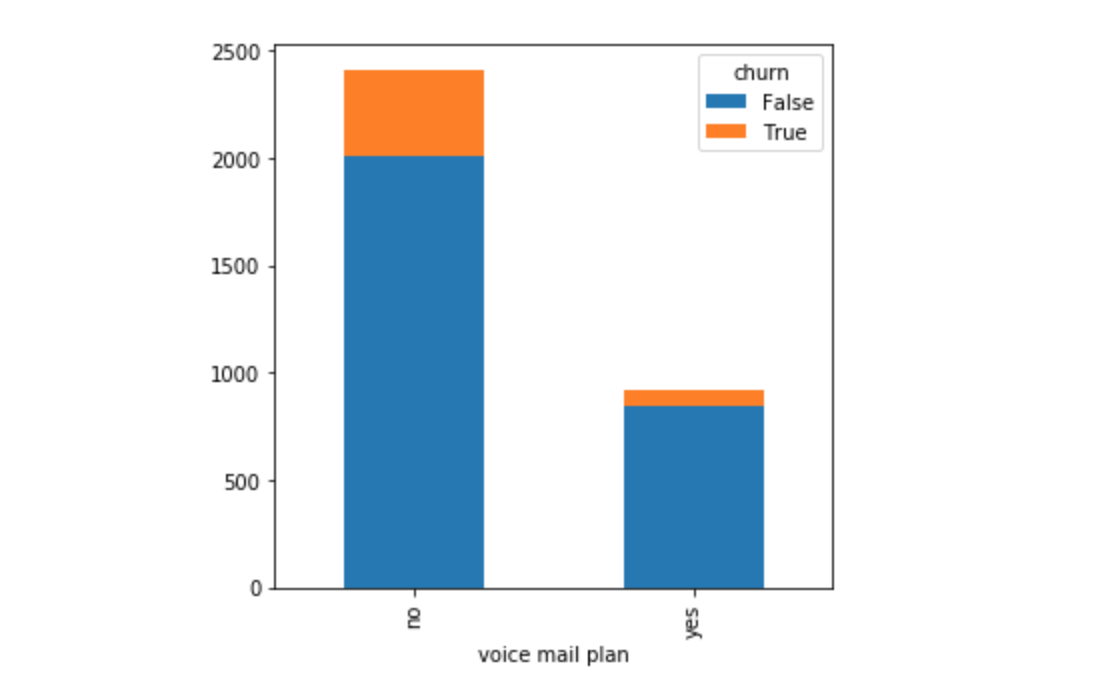 2500
2000
1500
1000
500
0
churn
False
True
no
yes
voice mail plan